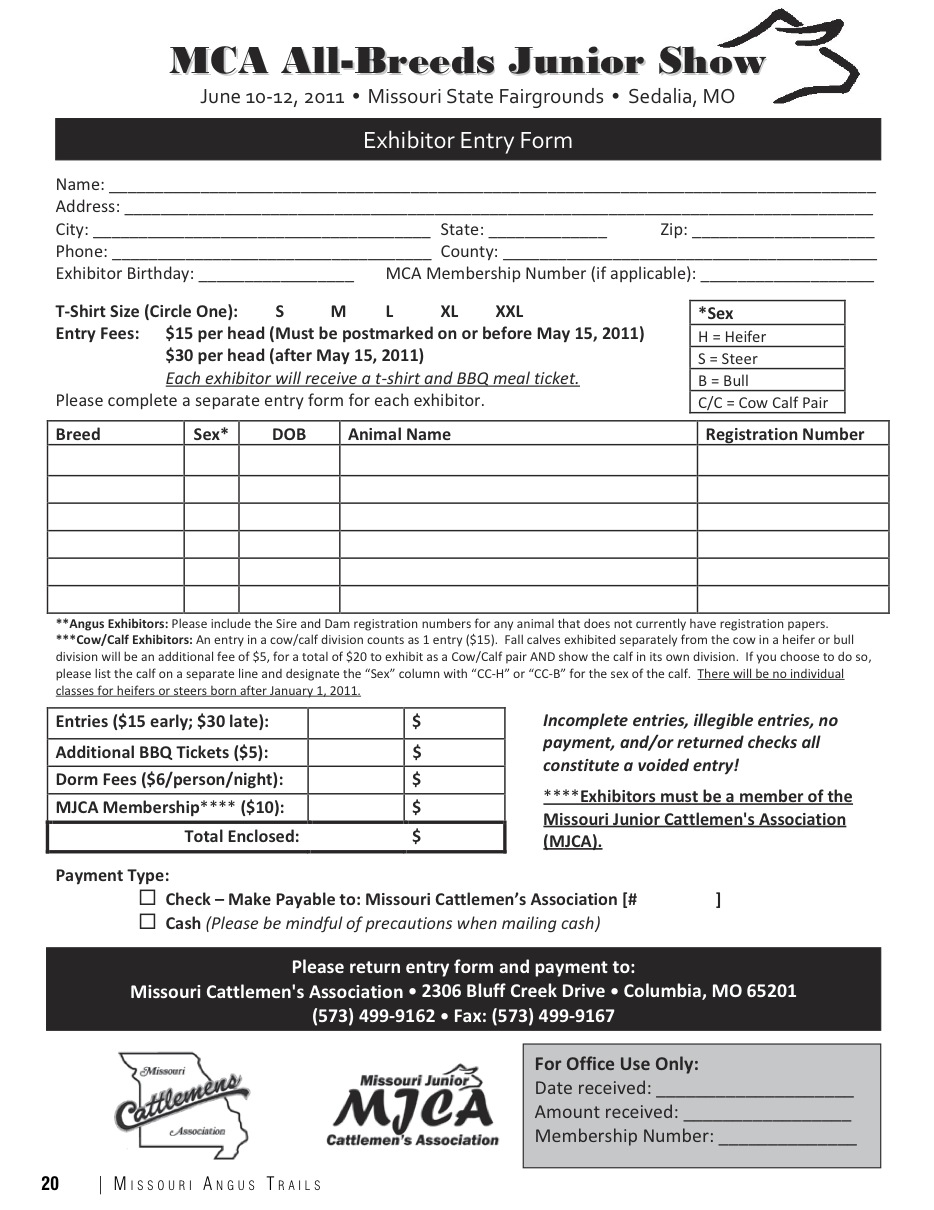 MCA All-Breeds Junior Show
June 10-12, 2011 • Missouri State Fairgrounds • Sedalia, MO
Exhibitor Entry Form
Name: ___
Address: ___
City: ___ State: ___ Zip: ___
Phone: ___ County: ___
Exhibitor Birthday: ___ MCA Membership Number (if applicable): ___
T-Shirt Size (Circle One): S M L XL XXL
Entry Fees: $15 per head (Must be postmarked on or before May 15, 2011)
$30 per head (after May 15, 2011)
Each exhibitor will receive a t-shirt and BBQ meal ticket.
Please complete a separate entry form for each exhibitor.
*Sex
H = Heifer
S = Steer
B = Bull
C/C = Cow Calf Pair
Breed Sex* DOB Animal Name Registration Number
**Angus Exhibitors: Please include the Sire and Dam registration numbers for any animal that does not currently have registration papers.
***Cow/Calf Exhibitors: An entry in a cow/calf division counts as 1 entry ($15). Fall calves exhibited separately from the cow in a heifer or bull
division will be an additional fee of $5, for a total of $20 to exhibit as a Cow/Calf pair AND show the calf in its own division. If you choose to do so,
please list the calf on a separate line and designate the “Sex” column with “CC-H” or “CC-B” for the sex of the calf. There will be no individual
classes for heifers or steers born after January 1, 2011.
Entries ($15 early; $30 late): $
Additional BBQ Tickets ($5): $
Dorm Fees ($6/person/night): $
MJCA Membership**** ($10): $
Total Enclosed: $
Incomplete entries, illegible entries, no
payment, and/or returned checks all
constitute a voided entry!
****Exhibitors must be a member of the
Missouri Junior Cattlemen's Association
(MJCA).
Payment Type:
☐ Check – Make Payable to: Missouri Cattlemen’s Association [# ]
☐ Cash (Please be mindful of precautions when mailing cash)
Please return entry form and payment to:
Missouri Cattlemen's Association • 2306 Bluff Creek Drive • Columbia, MO 65201
(573) 499-9162 • Fax: (573) 499-9167
Missouri
Cattlemens
Association
Missouri Junior
MJCA
Cattlemen's Association
For Office Use Only:
Date received: ___
Amount received: ___
Membership Number: ___
20 | Missouri Angus Trails